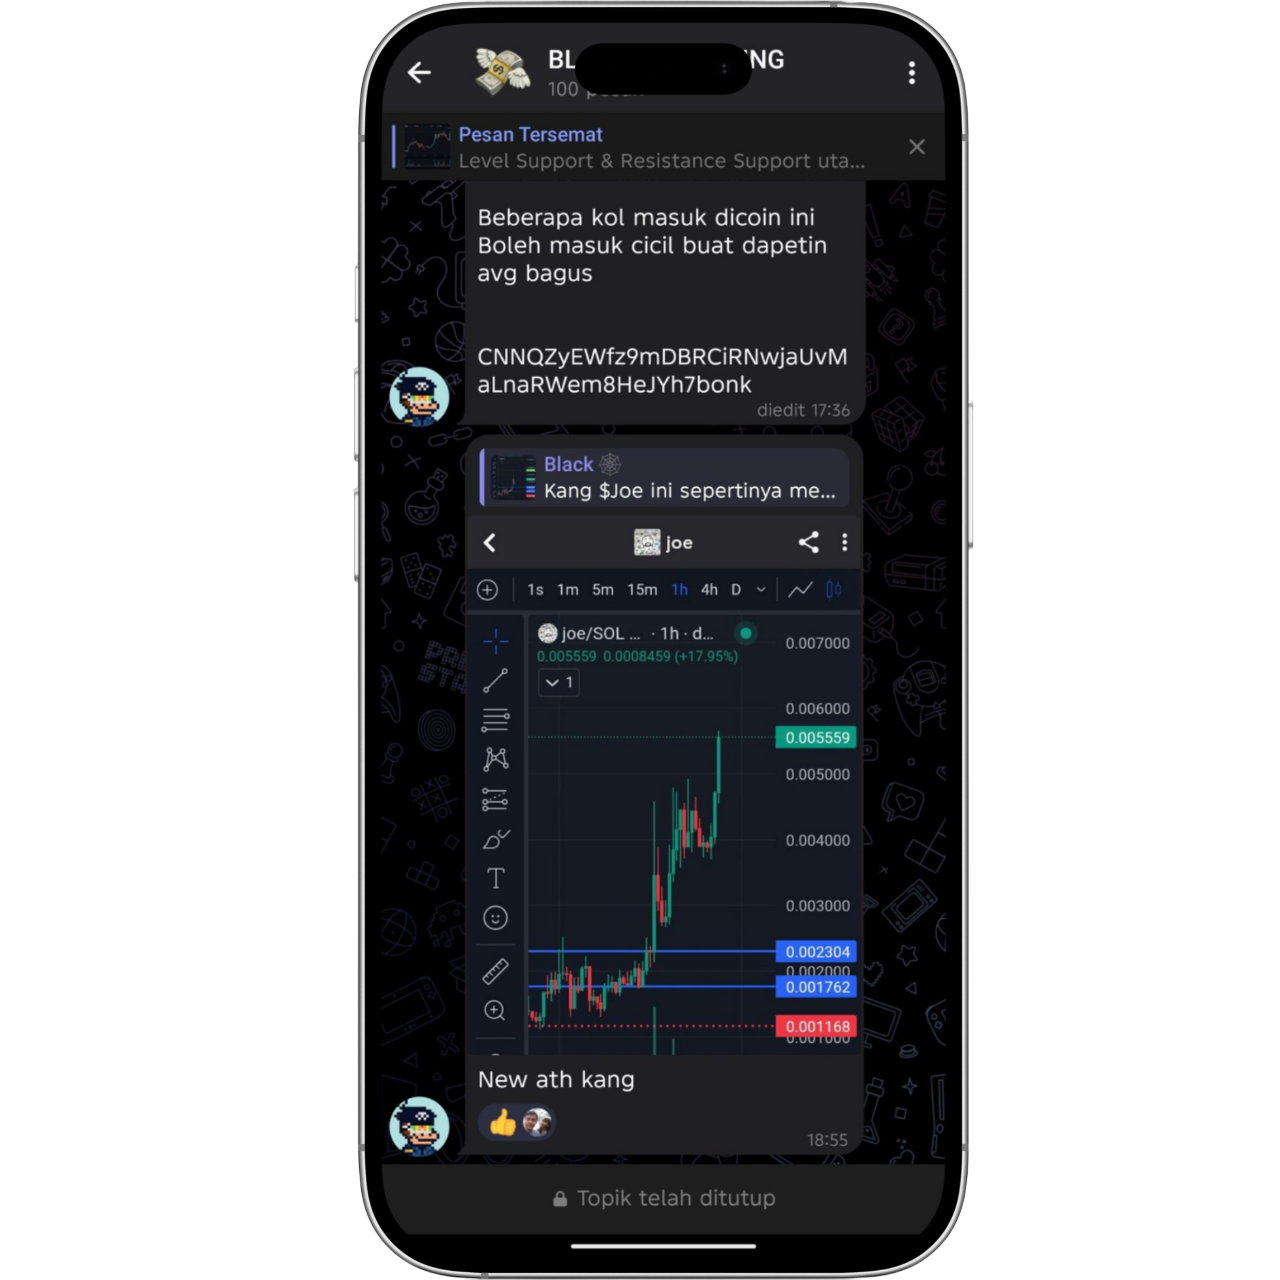 BL NG
100
Pesan Tersemat
Level Support & Resistance Support uta...
Beberapa kol masuk dicoin ini
Boleh masuk cicil buat dapetin
avg bagus
CNNQZyEWfz9mDBRCiRNwjaUvM
aLnaRWem8HeJYh7bonk
diedit 17:36
Black
Kang $Joe ini sepertinya me...
joe
1s 1m 5m 15m 1h 4h D
joe/SOL ... · 1h · d...
0.005559 0.0008459 (+17.95%)
1
0.007000
0.006000
0.005559
0.005000
0.004000
0.003000
0.002304
0.002000
0.001762
0.001168
0.001000
New ath kang
18:55
Topik telah ditutup